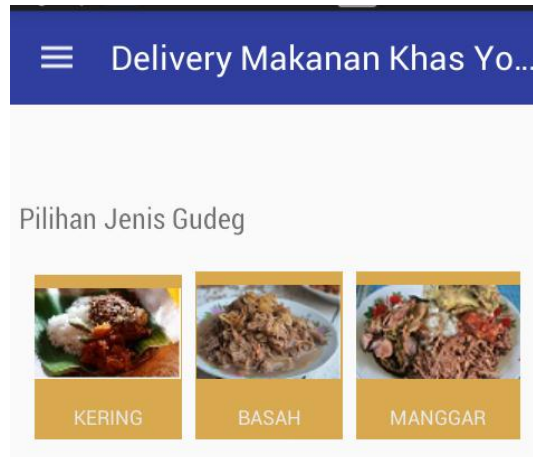 Delivery Makanan Khas Yo...
Pilihan Jenis Gudeg
KERING
BASAH
MANGGAR